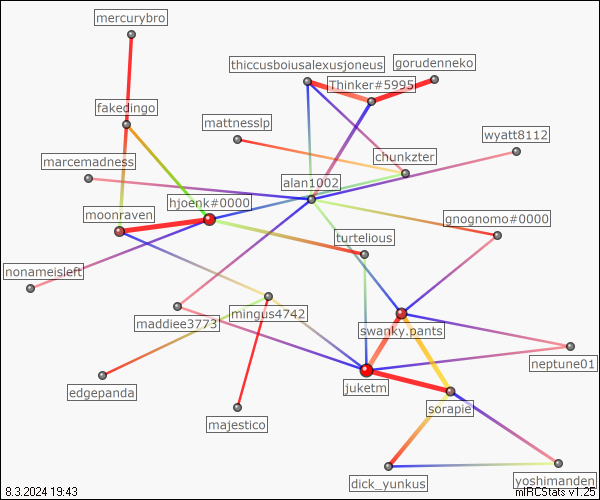 mercurybro
thiccusboiusalexusjoneus
gorudenneko
Thinker#5995
fakedingo
mattnesslp
wyatt8112
marcemadness
chunkzter
alan1002
hjoenk#0000
moonraven
gnognomo#0000
turtelious
nonameisleft
maddiee3773
mingus4742
swanky.pants
neptune01
juketm
edgepanda
sorapie
majestico
dick_yunkus
yoshimanden
8.3.2024 19:43
mIRCStats v1.25